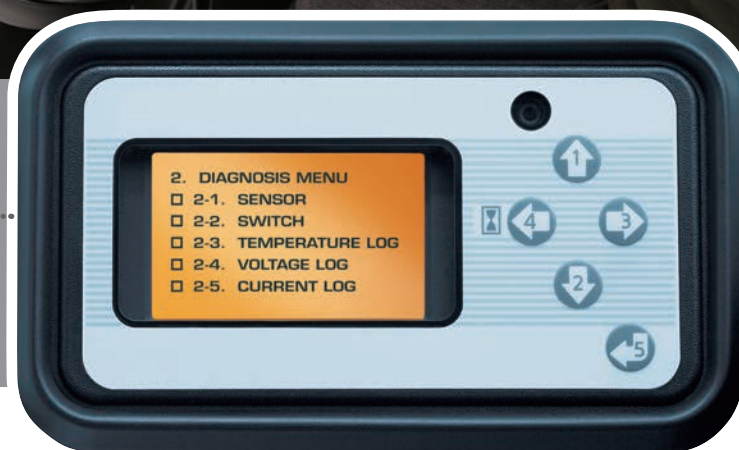 2. DIAGNOSIS MENU
2-1. SENSOR
2-2. SWITCH
2-3. TEMPERATURE LOG
2-4. VOLTAGE LOG
2-5. CURRENT LOG
1
4
3
2
5